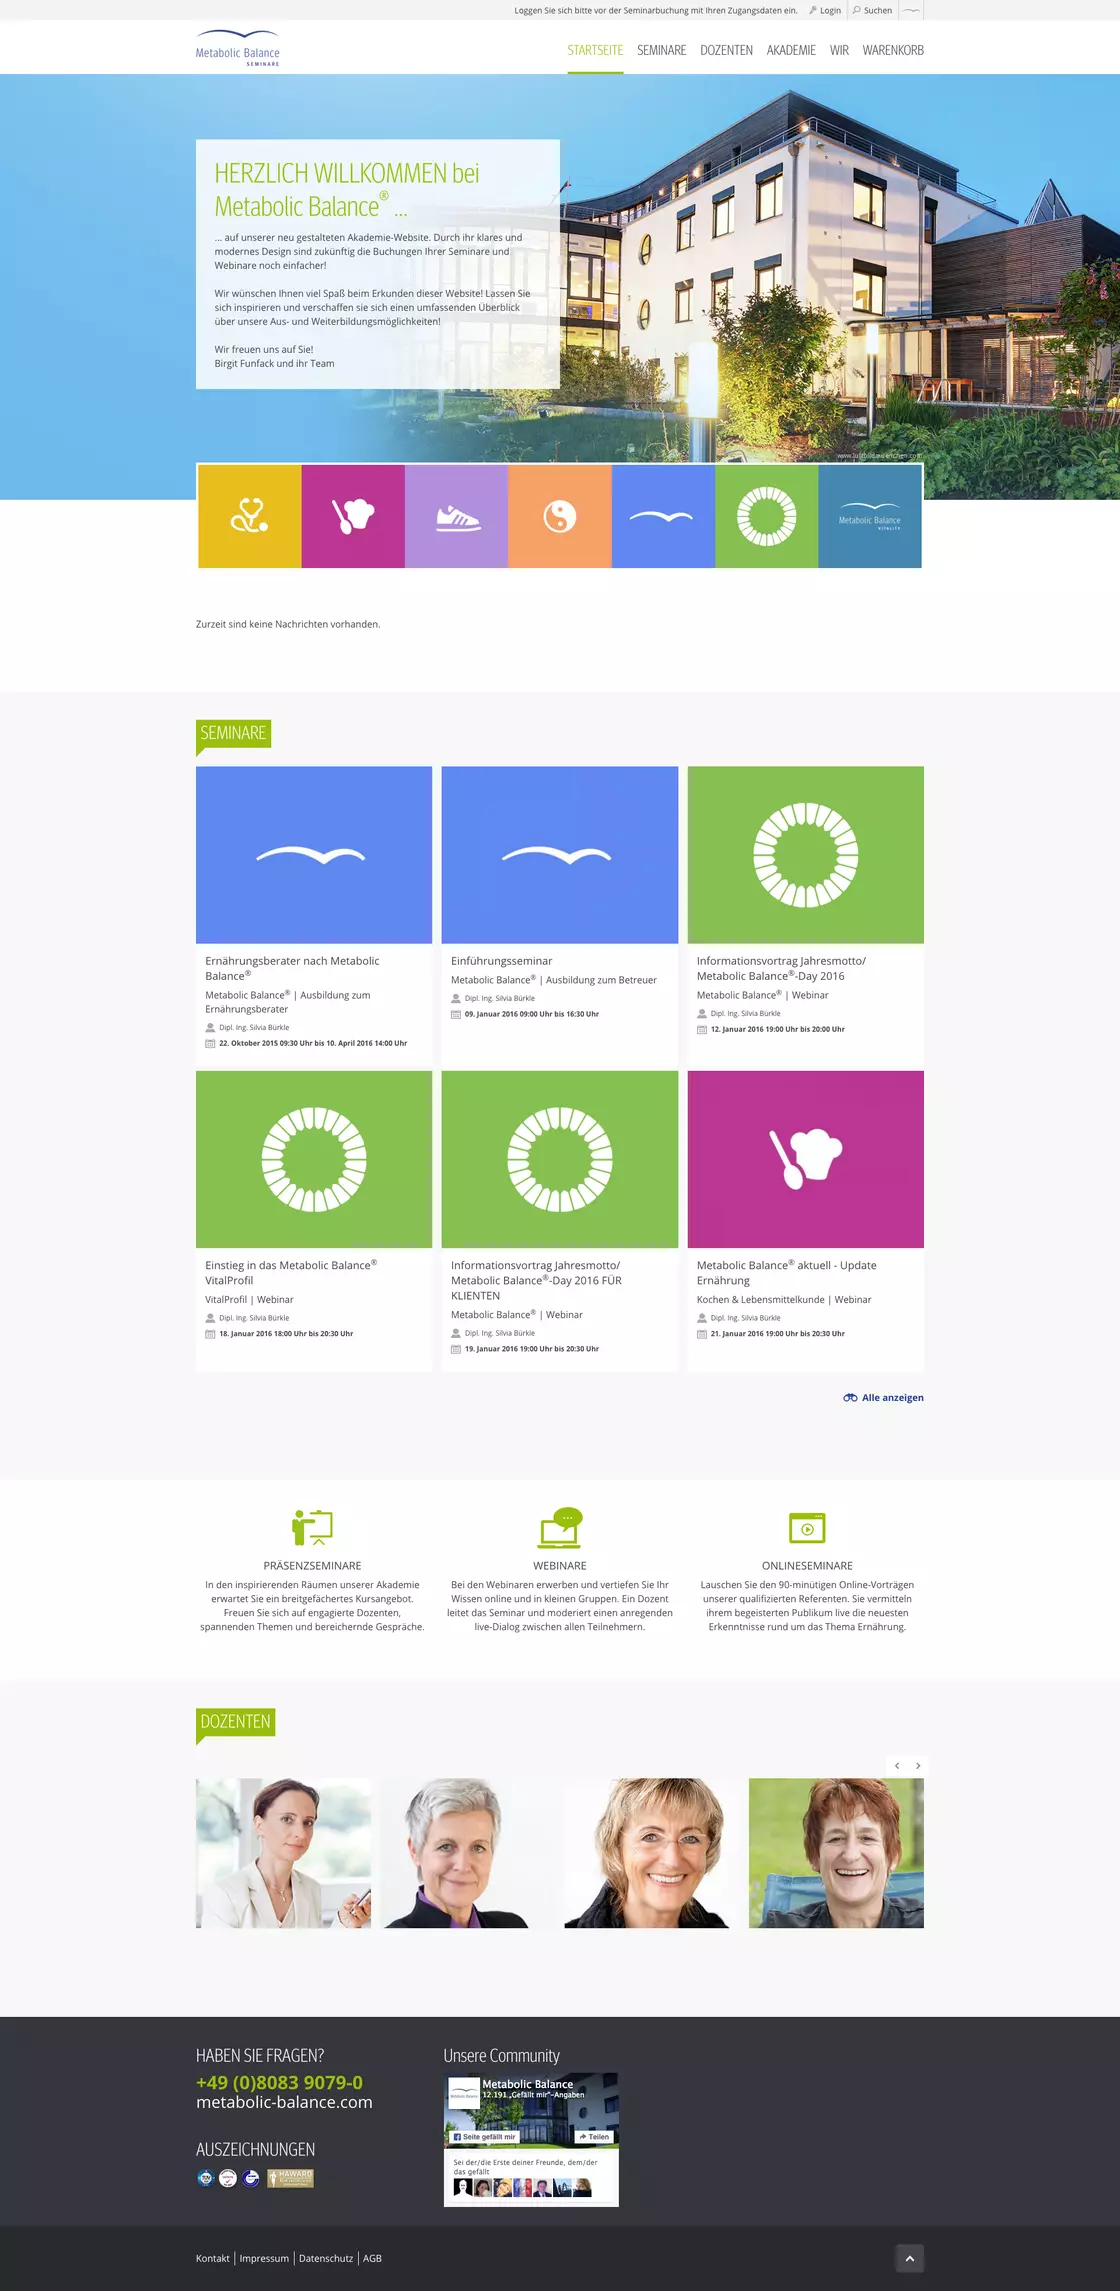 Loggen Sie sich bitte vor der Seminarbuchung mit Ihren Zugangsdaten ein. Login Suchen
Metabolic Balance
SEMINARE
STARTSEITE SEMINARE DOZENTEN AKADEMIE WIR WARENKORB
HERZLICH WILLKOMMEN bei
Metabolic Balance® ...
... auf unserer neu gestalteten Akademie-Website. Durch ihr klares und
modernes Design sind zukünftig die Buchungen Ihrer Seminare und
Webinare noch einfacher!
Wir wünschen Ihnen viel Spaß beim Erkunden dieser Website! Lassen Sie
sich inspirieren und verschaffen sie sich einen umfassenden Überblick
über unsere Aus- und Weiterbildungsmöglichkeiten!
Wir freuen uns auf Sie!
Birgit Funfack und ihr Team
Metabolic Balance
VITALITY
Zurzeit sind keine Nachrichten vorhanden.
SEMINARE
Ernährungsberater nach Metabolic
Balance®
Metabolic Balance® | Ausbildung zum
Ernährungsberater
Dipl. Ing. Silvia Bürkle
22. Oktober 2015 09:30 Uhr bis 10. April 2016 14:00 Uhr
Einführungsseminar
Metabolic Balance® | Ausbildung zum Betreuer
Dipl. Ing. Silvia Bürkle
09. Januar 2016 09:00 Uhr bis 16:30 Uhr
Informationsvortrag Jahresmotto/
Metabolic Balance®-Day 2016
Metabolic Balance® | Webinar
Dipl. Ing. Silvia Bürkle
12. Januar 2016 19:00 Uhr bis 20:00 Uhr
Einstieg in das Metabolic Balance®
VitalProfil
VitalProfil | Webinar
Dipl. Ing. Silvia Bürkle
18. Januar 2016 18:00 Uhr bis 20:30 Uhr
Informationsvortrag Jahresmotto/
Metabolic Balance®-Day 2016 FÜR
KLIENTEN
Metabolic Balance® | Webinar
Dipl. Ing. Silvia Bürkle
19. Januar 2016 19:00 Uhr bis 20:30 Uhr
Metabolic Balance® aktuell - Update
Ernährung
Kochen & Lebensmittelkunde | Webinar
Dipl. Ing. Silvia Bürkle
21. Januar 2016 19:00 Uhr bis 20:30 Uhr
Alle anzeigen
PRÄSENZSEMINARE
In den inspirierenden Räumen unserer Akademie
erwartet Sie ein breitgefächertes Kursangebot.
Freuen Sie sich auf engagierte Dozenten,
spannenden Themen und bereichernde Gespräche.
WEBINARE
Bei den Webinaren erwerben und vertiefen Sie Ihr
Wissen online und in kleinen Gruppen. Ein Dozent
leitet das Seminar und moderiert einen anregenden
live-Dialog zwischen allen Teilnehmern.
ONLINESEMINARE
Lauschen Sie den 90-minütigen Online-Vorträgen
unserer qualifizierten Referenten. Sie vermitteln
ihrem begeisterten Publikum live die neuesten
Erkenntnisse rund um das Thema Ernährung.
DOZENTEN
HABEN SIE FRAGEN?
+49 (0)8083 9079-0
metabolic-balance.com
AUSZEICHNUNGEN
HAWARD
Unsere Community
Metabolic Balance
12.191 „Gefällt mir“-Angaben
Seite gefällt mir Teilen
Sei der/die Erste deiner Freunde, dem/der
das gefällt
Kontakt | Impressum | Datenschutz | AGB